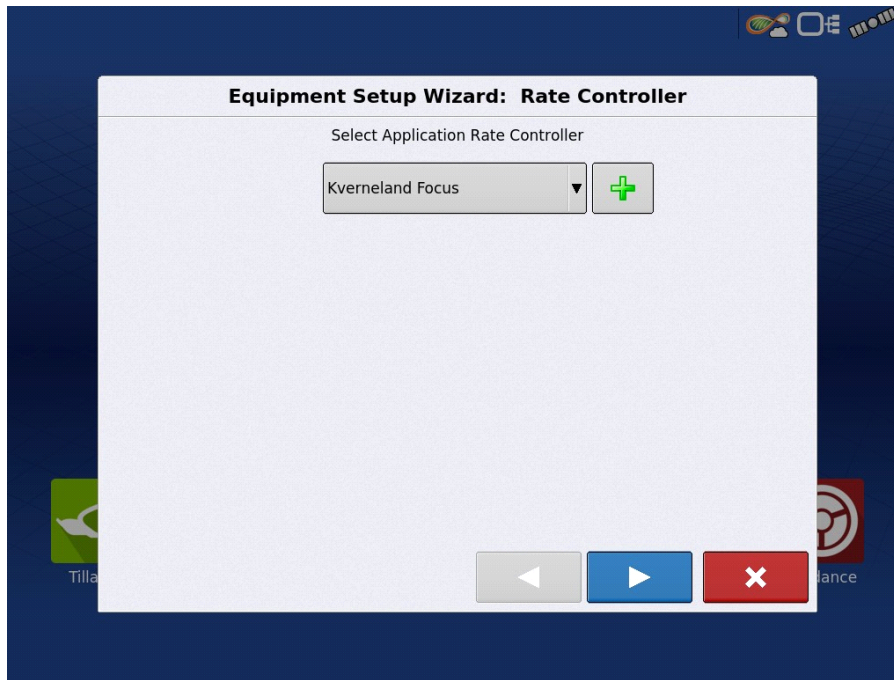 Equipment Setup Wizard: Rate Controller
Select Application Rate Controller
Kverneland Focus
Tilla
dance